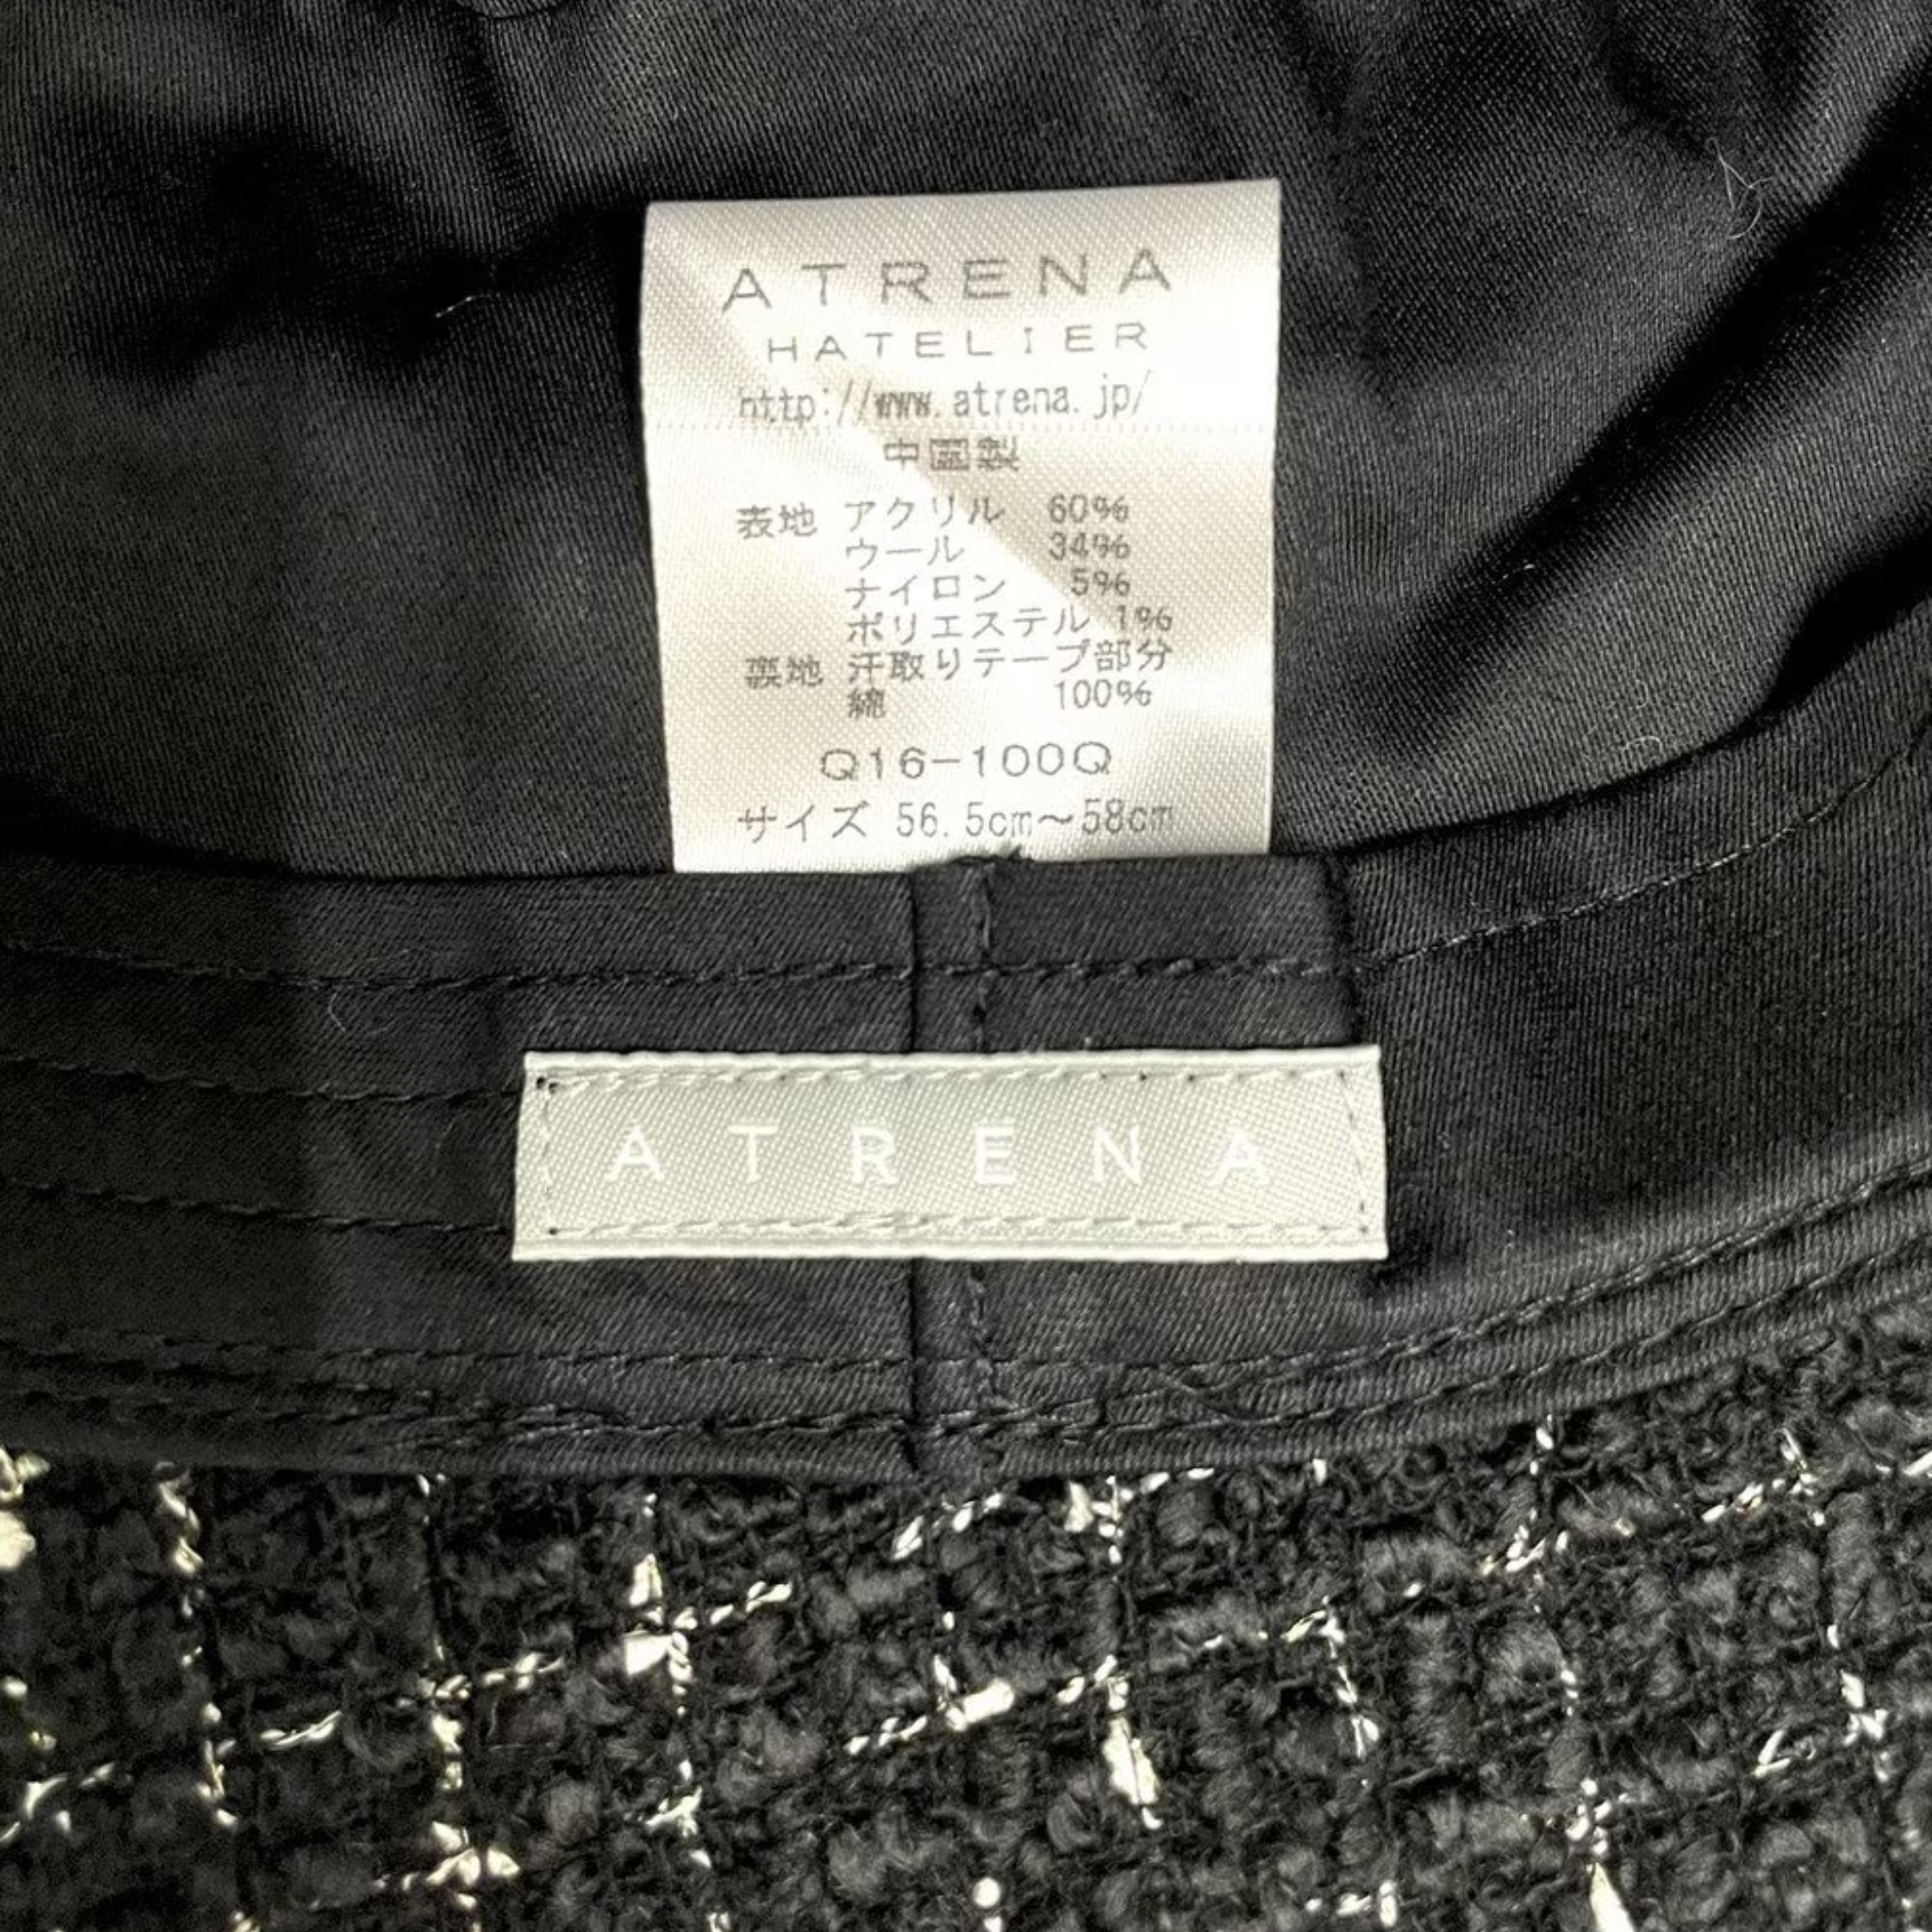 ATRENA
HATELIER
http://www.atrena.jp/
中国製
表地 アクリル 60%
ウール 34%
ナイロン 5%
ポリエステル 1%
裏地 汗取りテープ部分
綿 100%
Q16-100Q
サイズ 56.5cm～58cm
ATRENA